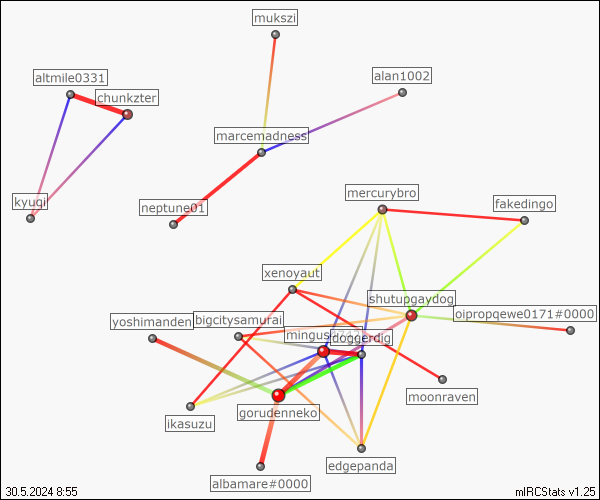 mukszi
altmile0331
alan1002
chunkzter
marcemadness
mercurybro
kyuqi
neptune01
fakedingo
xenoyaut
shutupgaydog
oipropqewe0171#0000
yoshimanden
bigcitysamurai
doggerdig
moonraven
gorudenneko
ikasuzu
edgepanda
albamare#0000
30.5.2024 8:55
mIRCStats v1.25